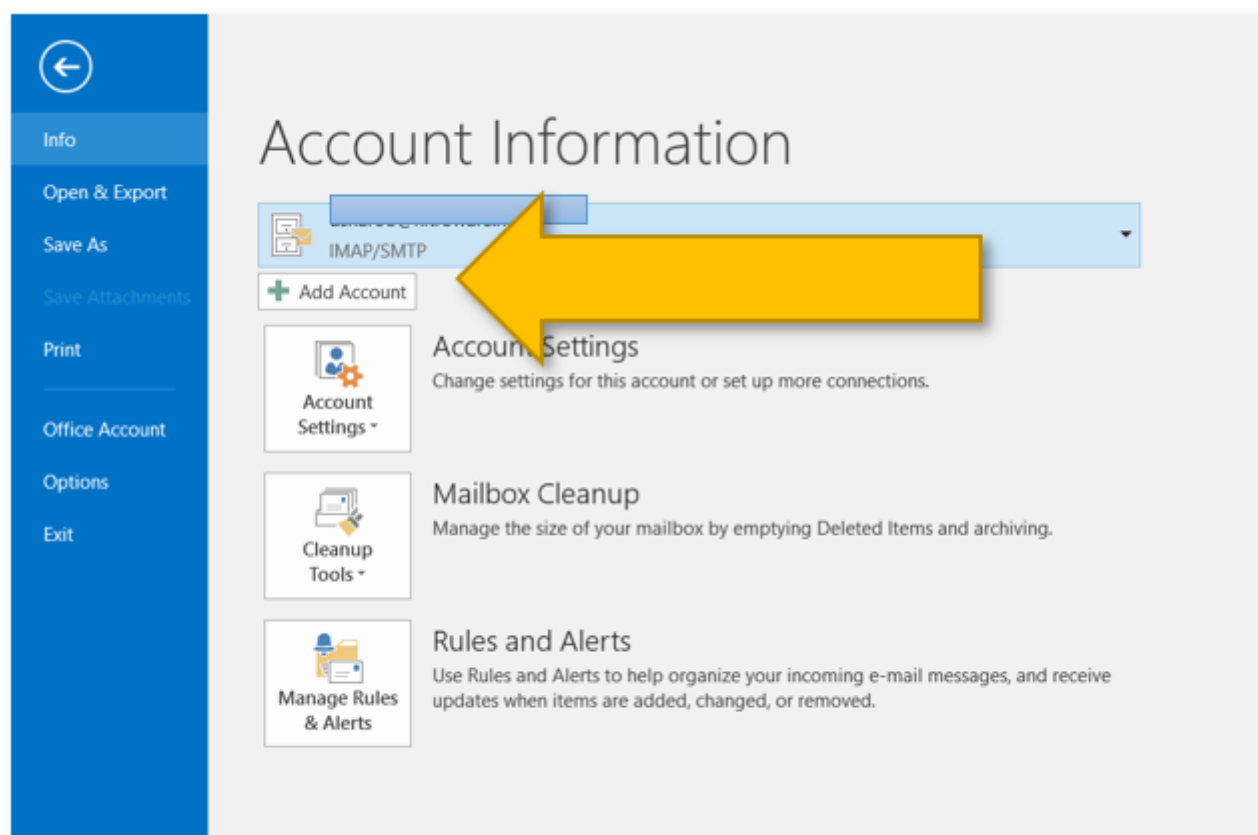 Info
Open & Export
Save As
Save Attachments
Print
Office Account
Options
Exit
Account Information
IMAP/SMTP
Add Account
Account
Settings
Account Settings
Change settings for this account or set up more connections.
Cleanup
Tools
Mailbox Cleanup
Manage the size of your mailbox by emptying Deleted Items and archiving.
Manage Rules
& Alerts
Rules and Alerts
Use Rules and Alerts to help organize your incoming e-mail messages, and receive
updates when items are added, changed, or removed.